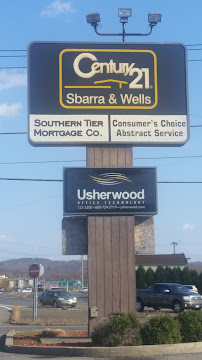 Century 21
Sbarra & Wells
SOUTHERN TIER
MORTGAGE CO.
CONSUMER'S CHOICE
ABSTRACT SERVICE
Usherwood
OFFICE TECHNOLOGY